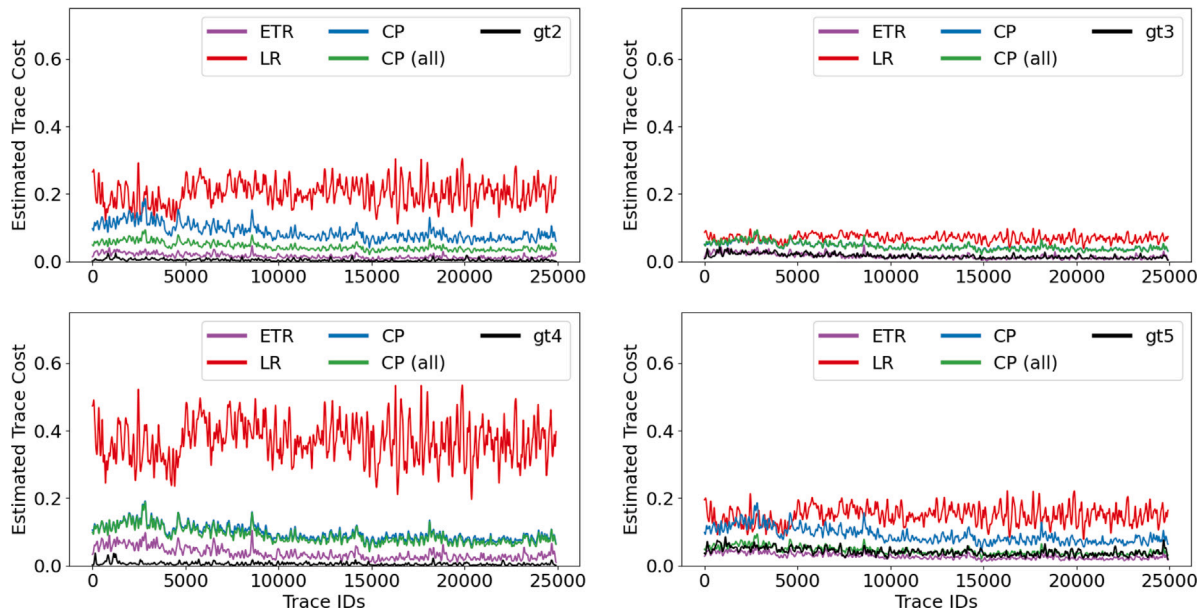 Estimated Trace Cost
0.6
0.4
0.2
0.0
ETR CP gt2
LR CP (all)
0 5000 10000 15000 20000 25000
Estimated Trace Cost
0.6
0.4
0.2
0.0
ETR CP gt3
LR CP (all)
0 5000 10000 15000 20000 25000
Estimated Trace Cost
0.6
0.4
0.2
0.0
ETR CP gt4
LR CP (all)
0 5000 10000 15000 20000 25000
Trace IDs
Estimated Trace Cost
0.6
0.4
0.2
0.0
ETR CP gt5
LR CP (all)
0 5000 10000 15000 20000 25000
Trace IDs